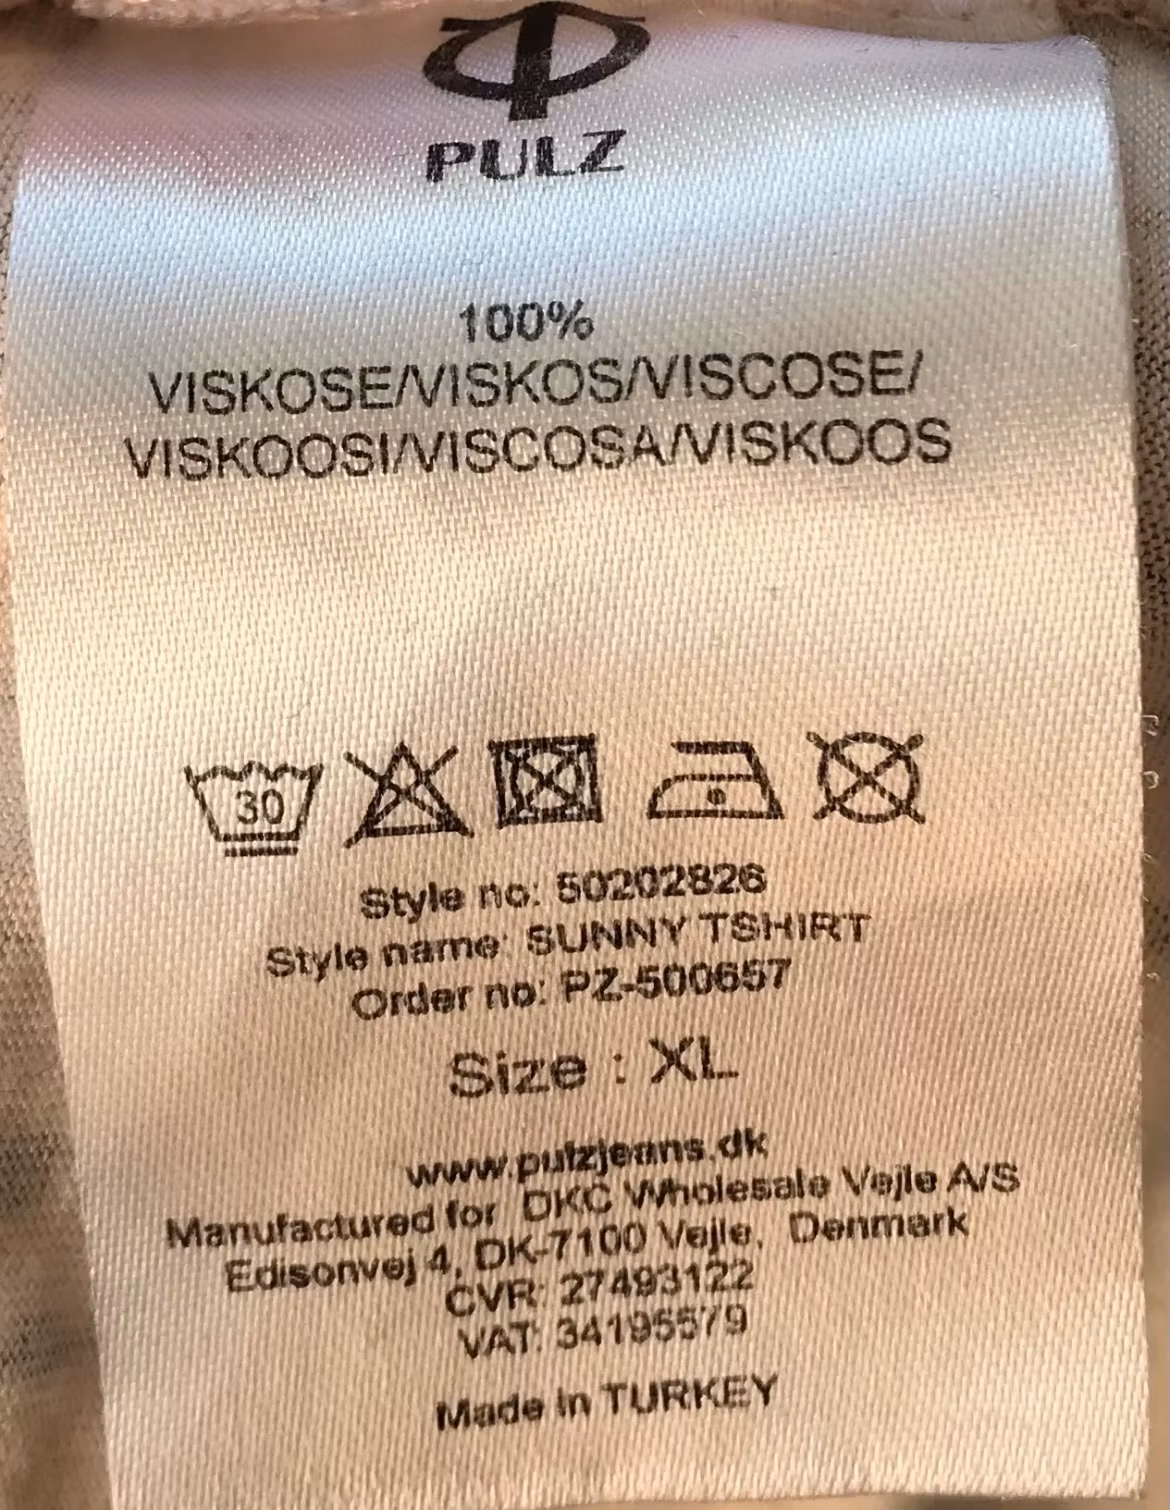 PULZ
100%
VISKOSE/VISKOS/VISCOSE/
VISKOOSI/VISCOSA/VISKOOS
30
Style no: 50202826
Style name: SUNNY TSHIRT
Order no: PZ-500657
Size : XL
www.pulzjeans.dk
Manufactured for DKC Wholesale Vejle A/S
Edisonvej 4, DK-7100 Vejle, Denmark
CVR: 27493122
VAT: 34195579
Made in TURKEY